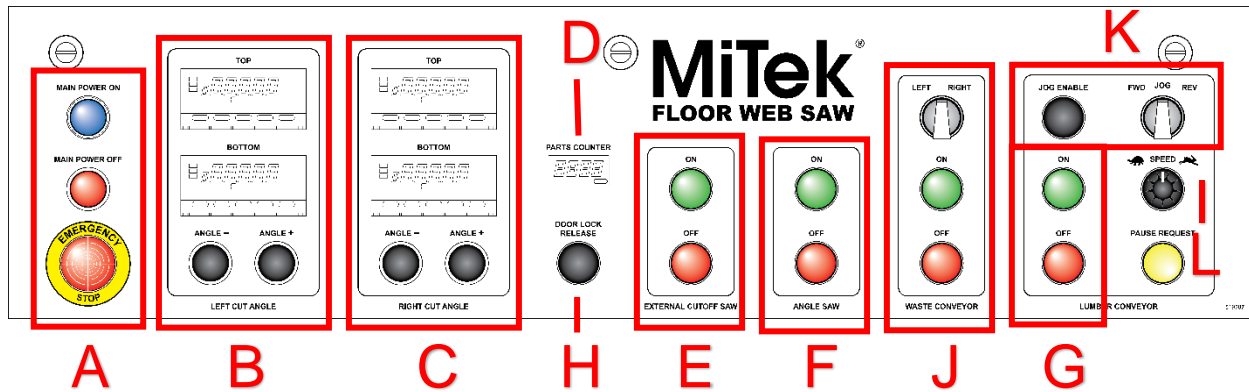 D
K
MiTek®
FLOOR WEB SAW
MAIN POWER ON
MAIN POWER OFF
EMERGENCY
STOP
TOP
BOTTOM
ANGLE – ANGLE +
LEFT CUT ANGLE
TOP
BOTTOM
ANGLE – ANGLE +
RIGHT CUT ANGLE
PARTS COUNTER
DOOR LOCK
RELEASE
ON
OFF
EXTERNAL CUTOFF SAW
ON
OFF
ANGLE SAW
LEFT RIGHT
ON
OFF
WASTE CONVEYOR
JOG ENABLE
FWD JOG REV
ON
OFF
SPEED
PAUSE REQUEST
L
LUMBER CONVEYOR
A B C H E F J G